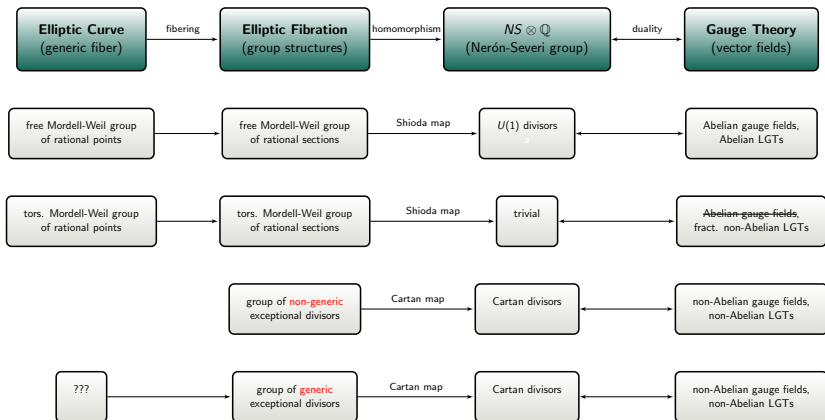 Elliptic Curve
(generic fiber)
fibering
Elliptic Fibration
(group structures)
homomorphism
NS ⊗ ℚ
(Nerón-Severi group)
duality
Gauge Theory
(vector fields)
free Mordell-Weil group
of rational points
free Mordell-Weil group
of rational sections
Shioda map
U(1) divisors
Abelian gauge fields,
Abelian LGTs
tors. Mordell-Weil group
of rational points
tors. Mordell-Weil group
of rational sections
Shioda map
trivial
Abelian gauge fields,
fract. non-Abelian LGTs
group of non-generic
exceptional divisors
Cartan map
Cartan divisors
non-Abelian gauge fields,
non-Abelian LGTs
???
group of generic
exceptional divisors
Cartan map
Cartan divisors
non-Abelian gauge fields,
non-Abelian LGTs